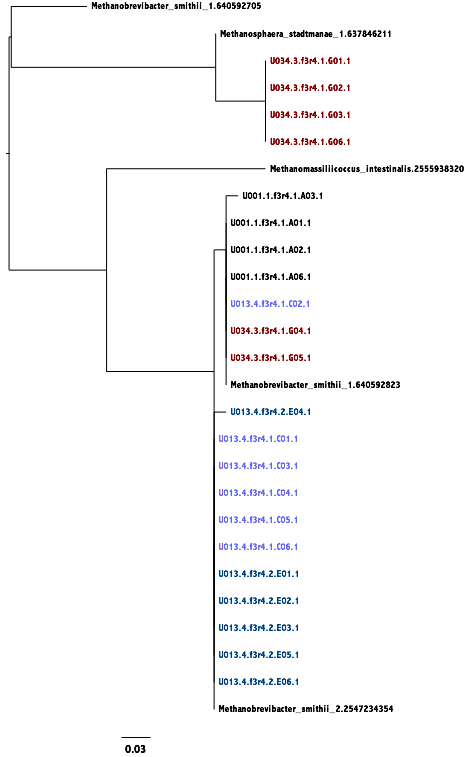 Methanobrevibacter_smithii_1.640592705
Methanosphaera_stadtmanae_1.637846211
U034.3.f3r4.1.G01.1
U034.3.f3r4.1.G02.1
U034.3.f3r4.1.G03.1
U034.3.f3r4.1.G06.1
Methanomassiliicoccus_intestinalis.2555938320
U001.1.f3r4.1.A03.1
U001.1.f3r4.1.A01.1
U001.1.f3r4.1.A02.1
U001.1.f3r4.1.A06.1
U013.4.f3r4.1.C02.1
U034.3.f3r4.1.G04.1
U034.3.f3r4.1.G05.1
Methanobrevibacter_smithii_1.640592823
U013.4.f3r4.2.E04.1
U013.4.f3r4.1.C01.1
U013.4.f3r4.1.C03.1
U013.4.f3r4.1.C04.1
U013.4.f3r4.1.C05.1
U013.4.f3r4.1.C06.1
U013.4.f3r4.2.E01.1
U013.4.f3r4.2.E02.1
U013.4.f3r4.2.E03.1
U013.4.f3r4.2.E05.1
U013.4.f3r4.2.E06.1
Methanobrevibacter_smithii_2.2547234354
0.03